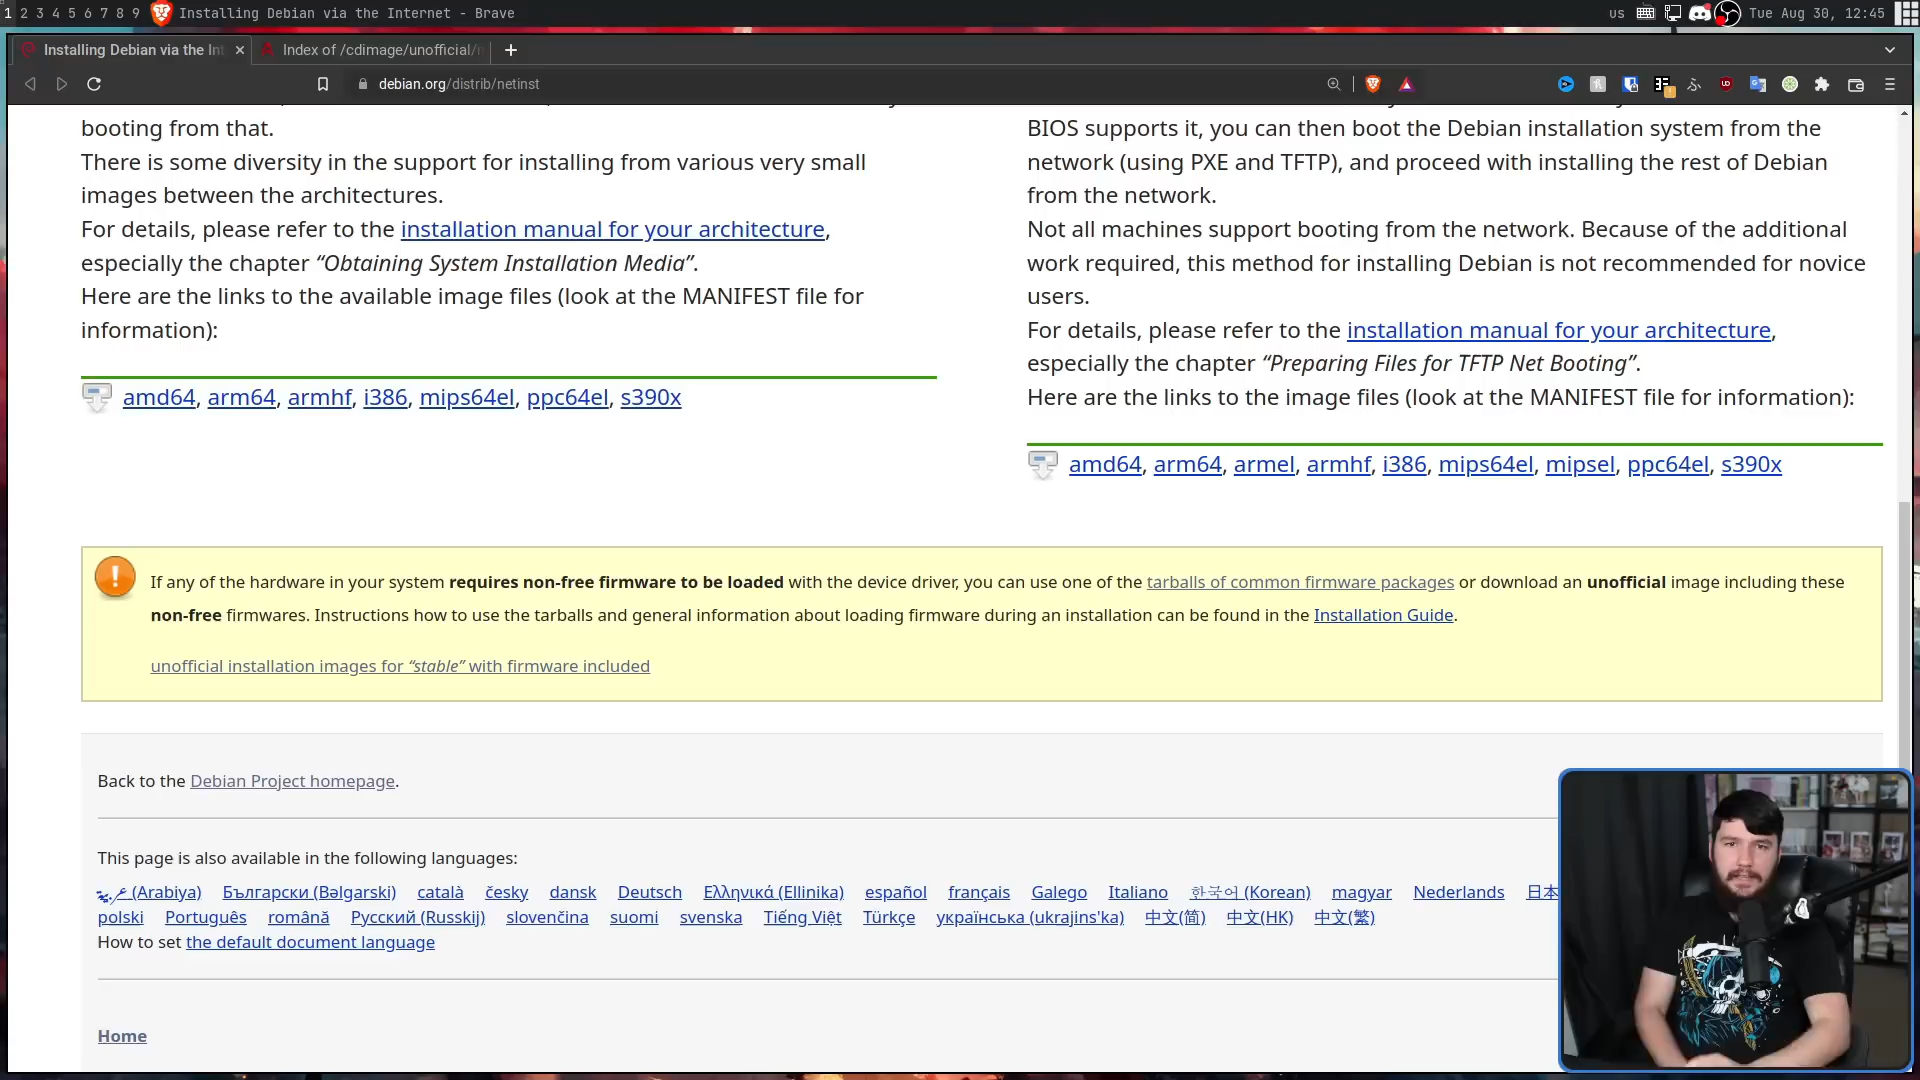 1 2 3 4 5 6 7 8 9 Installing Debian via the Internet - Brave us Tue Aug 30, 12:45
Installing Debian via the Int
Index of /cdimage/unofficial/
debian.org/distrib/netinst
booting from that.
There is some diversity in the support for installing from various very small
images between the architectures.
For details, please refer to the installation manual for your architecture,
especially the chapter “Obtaining System Installation Media”.
Here are the links to the available image files (look at the MANIFEST file for
information):
amd64, arm64, armhf, i386, mips64el, ppc64el, s390x
BIOS supports it, you can then boot the Debian installation system from the
network (using PXE and TFTP), and proceed with installing the rest of Debian
from the network.
Not all machines support booting from the network. Because of the additional
work required, this method for installing Debian is not recommended for novice
users.
For details, please refer to the installation manual for your architecture,
especially the chapter “Preparing Files for TFTP Net Booting”.
Here are the links to the image files (look at the MANIFEST file for information):
amd64, arm64, armel, armhf, i386, mips64el, mipsel, ppc64el, s390x
If any of the hardware in your system requires non-free firmware to be loaded with the device driver, you can use one of the tarballs of common firmware packages or download an unofficial image including these
non-free firmwares. Instructions how to use the tarballs and general information about loading firmware during an installation can be found in the Installation Guide.
unofficial installation images for “stable” with firmware included
Back to the Debian Project homepage.
This page is also available in the following languages:
عربية (Arabiya) Български (Bəlgarski) català česky dansk Deutsch Ελληνικά (Ellinika) español français Galego Italiano 한국어 (Korean) magyar Nederlands 日本
polski Português română Русский (Russkij) slovenčina suomi svenska Tiếng Việt Türkçe українська (ukrajins'ka) 中文(简) 中文(HK) 中文(繁)
How to set the default document language
Home